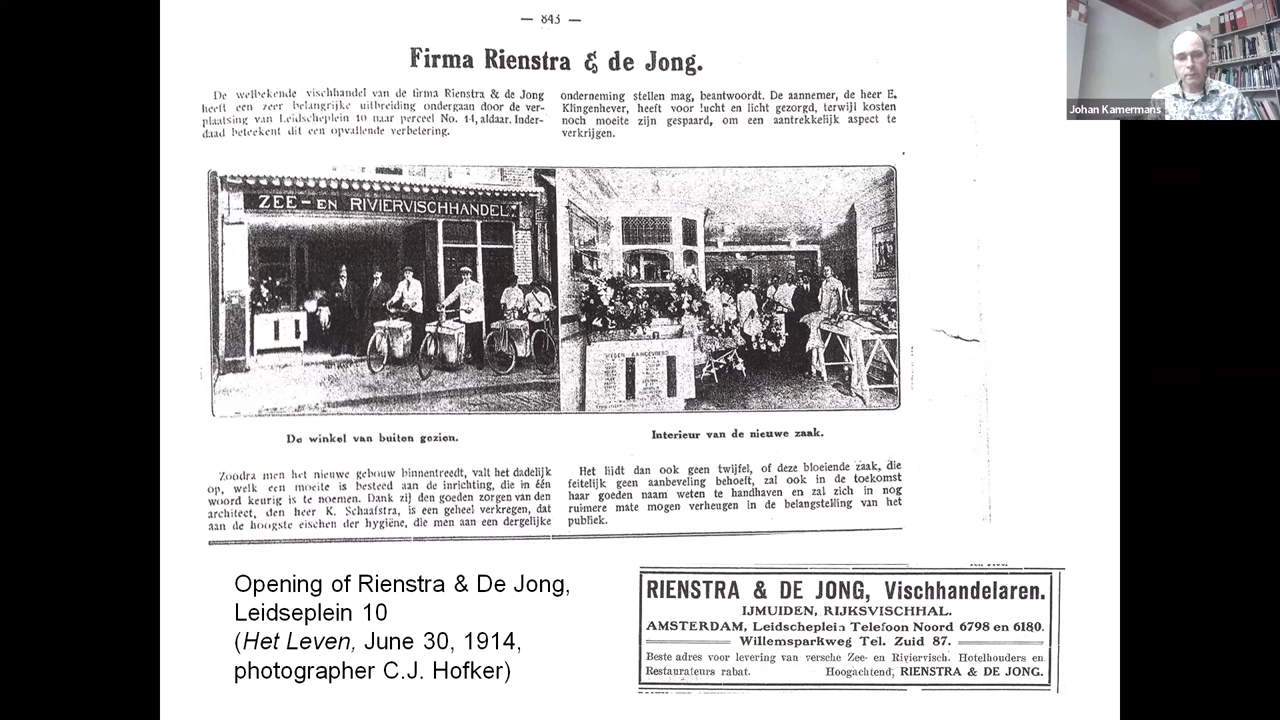 — 843 —
Firma Rienstra & de Jong.
De welbekende vischhandel van de firma Rienstra & de Jong
heeft een zeer belangrijke uitbreiding ondergaan door de ver-
plaatsing van Leidscheplein 10 naar perceel No. 14, aldaar. Inder-
daad beteekent dit een opvallende verbetering.
onderneming stellen mag, beantwoordt. De aannemer, de heer E.
Klingenhever, heeft voor lucht en licht gezorgd, terwijl kosten
noch moeite zijn gespaard, om een aantrekkelijk aspect te
verkrijgen.
ZEE- EN RIVIERVISCHHANDEL.
De winkel van buiten gezien.
Interieur van de nieuwe zaak.
Zoodra men het nieuwe gebouw binnentreedt, valt het dadelijk
op, welk een moeite is besteed aan de inrichting, die in één
woord keurig is te noemen. Dank zij den goeden zorgen van den
architect, den heer K. Schaafstra, is een geheel verkregen, dat
aan de hoogste eischen der hygiëne, die men aan een dergelijke
Het lijdt dan ook geen twijfel, of deze bloeiende zaak, die
feitelijk geen aanbeveling behoeft, zal ook in de toekomst
haar goeden naam weten te handhaven en zal zich in nog
ruimere mate mogen verheugen in de belangstelling van het
publiek.
Opening of Rienstra & De Jong,
Leidseplein 10
(Het Leven, June 30, 1914,
photographer C.J. Hofker)
RIENSTRA & DE JONG, Vischhandelaren.
IJMUIDEN, RIJKSVISCHHAL.
AMSTERDAM, Leidscheplein Telefoon Noord 6798 en 6180.
Willemsparkweg Tel. Zuid 87.
Beste adres voor levering van versche Zee- en Riviervisch. Hotelhouders en
Restaurateurs rabat. Hoogachtend, RIENSTRA & DE JONG.
Johan Kamermans